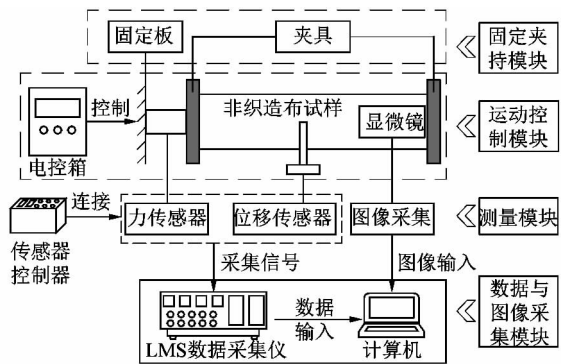 固定板
夹具
固定夹
持模块
控制
非织造布试样
显微镜
运动控
制模块
电控箱
连接
力传感器
位移传感器
图像采集
测量模块
传感器
控制器
采集信号
图像输入
数据
输入
LMS数据采集仪
计算机
数据与
图像采
集模块